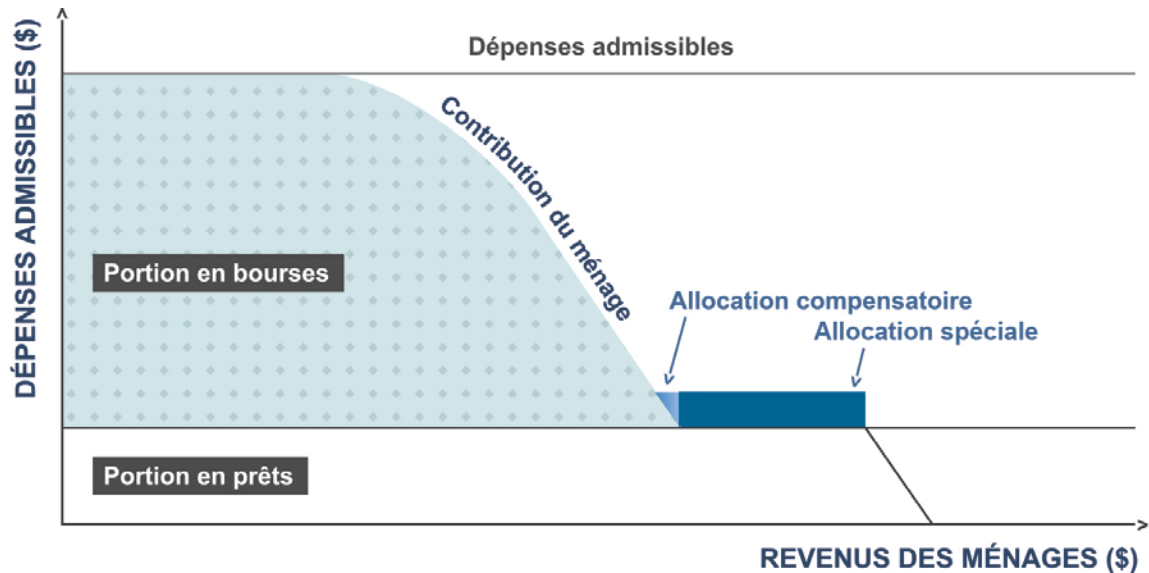 DÉPENSES ADMISSIBLES ($)
Dépenses admissibles
Contribution du ménage
Portion en bourses
Allocation compensatoire
Allocation spéciale
Portion en prêts
REVENUS DES MÉNAGES ($)